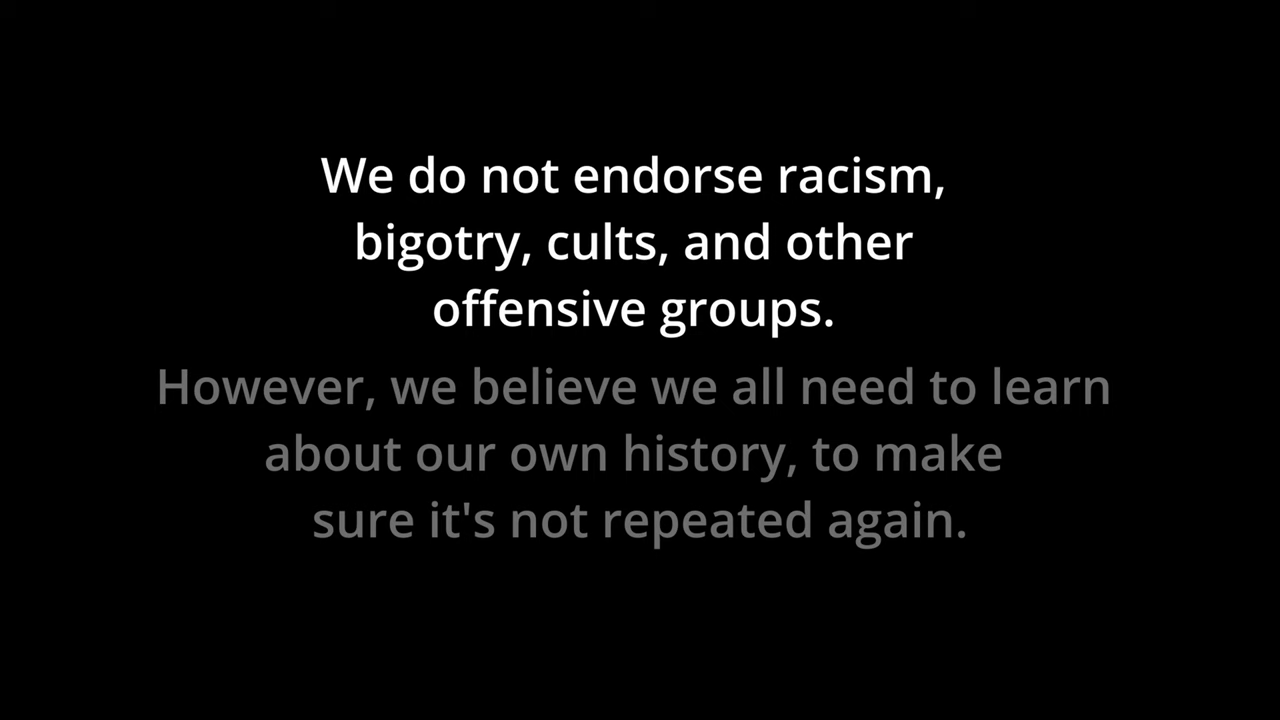 We do not endorse racism,
bigotry, cults, and other
offensive groups.
However, we believe we all need to learn
about our own history, to make
sure it's not repeated again.